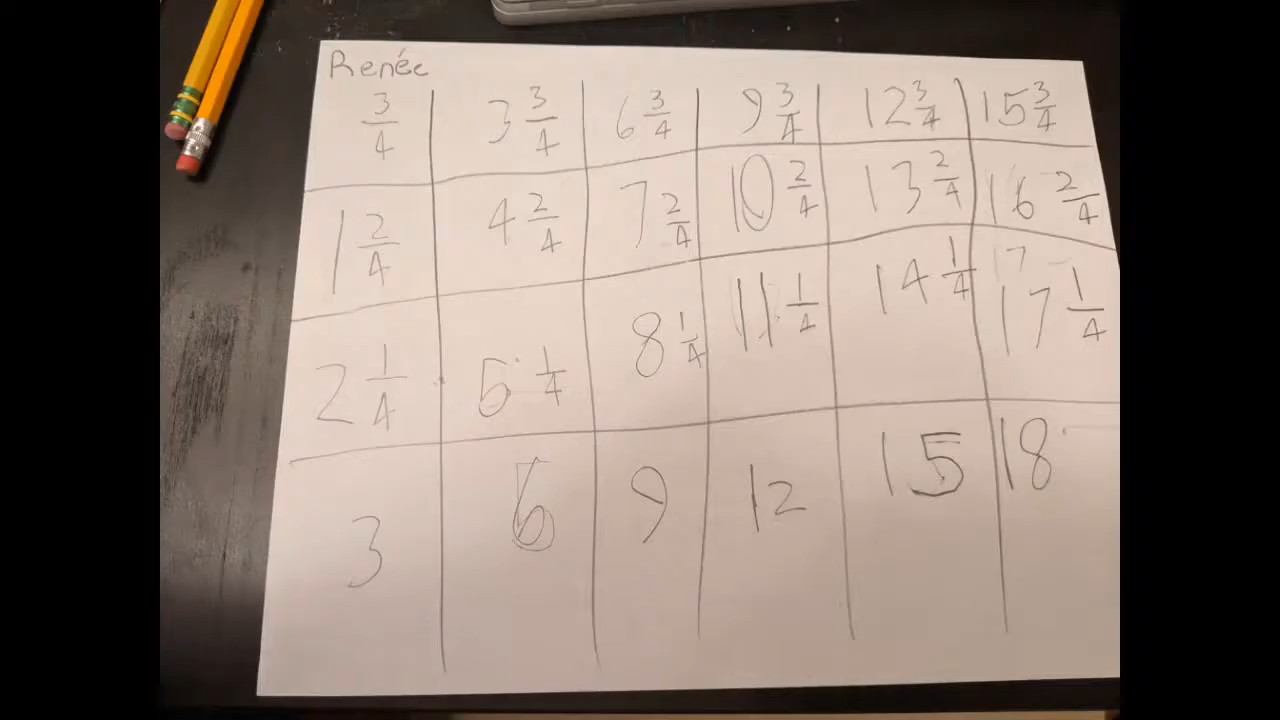 Renée
3/4 3 3/4 6 3/4 9 3/4 12 3/4 15 3/4
1 2/4 4 2/4 7 2/4 10 2/4 13 2/4 16 2/4
17
2 1/4 5 1/4 8 1/4 11 1/4 14 1/4 17 1/4
3 6 9 12 15 18